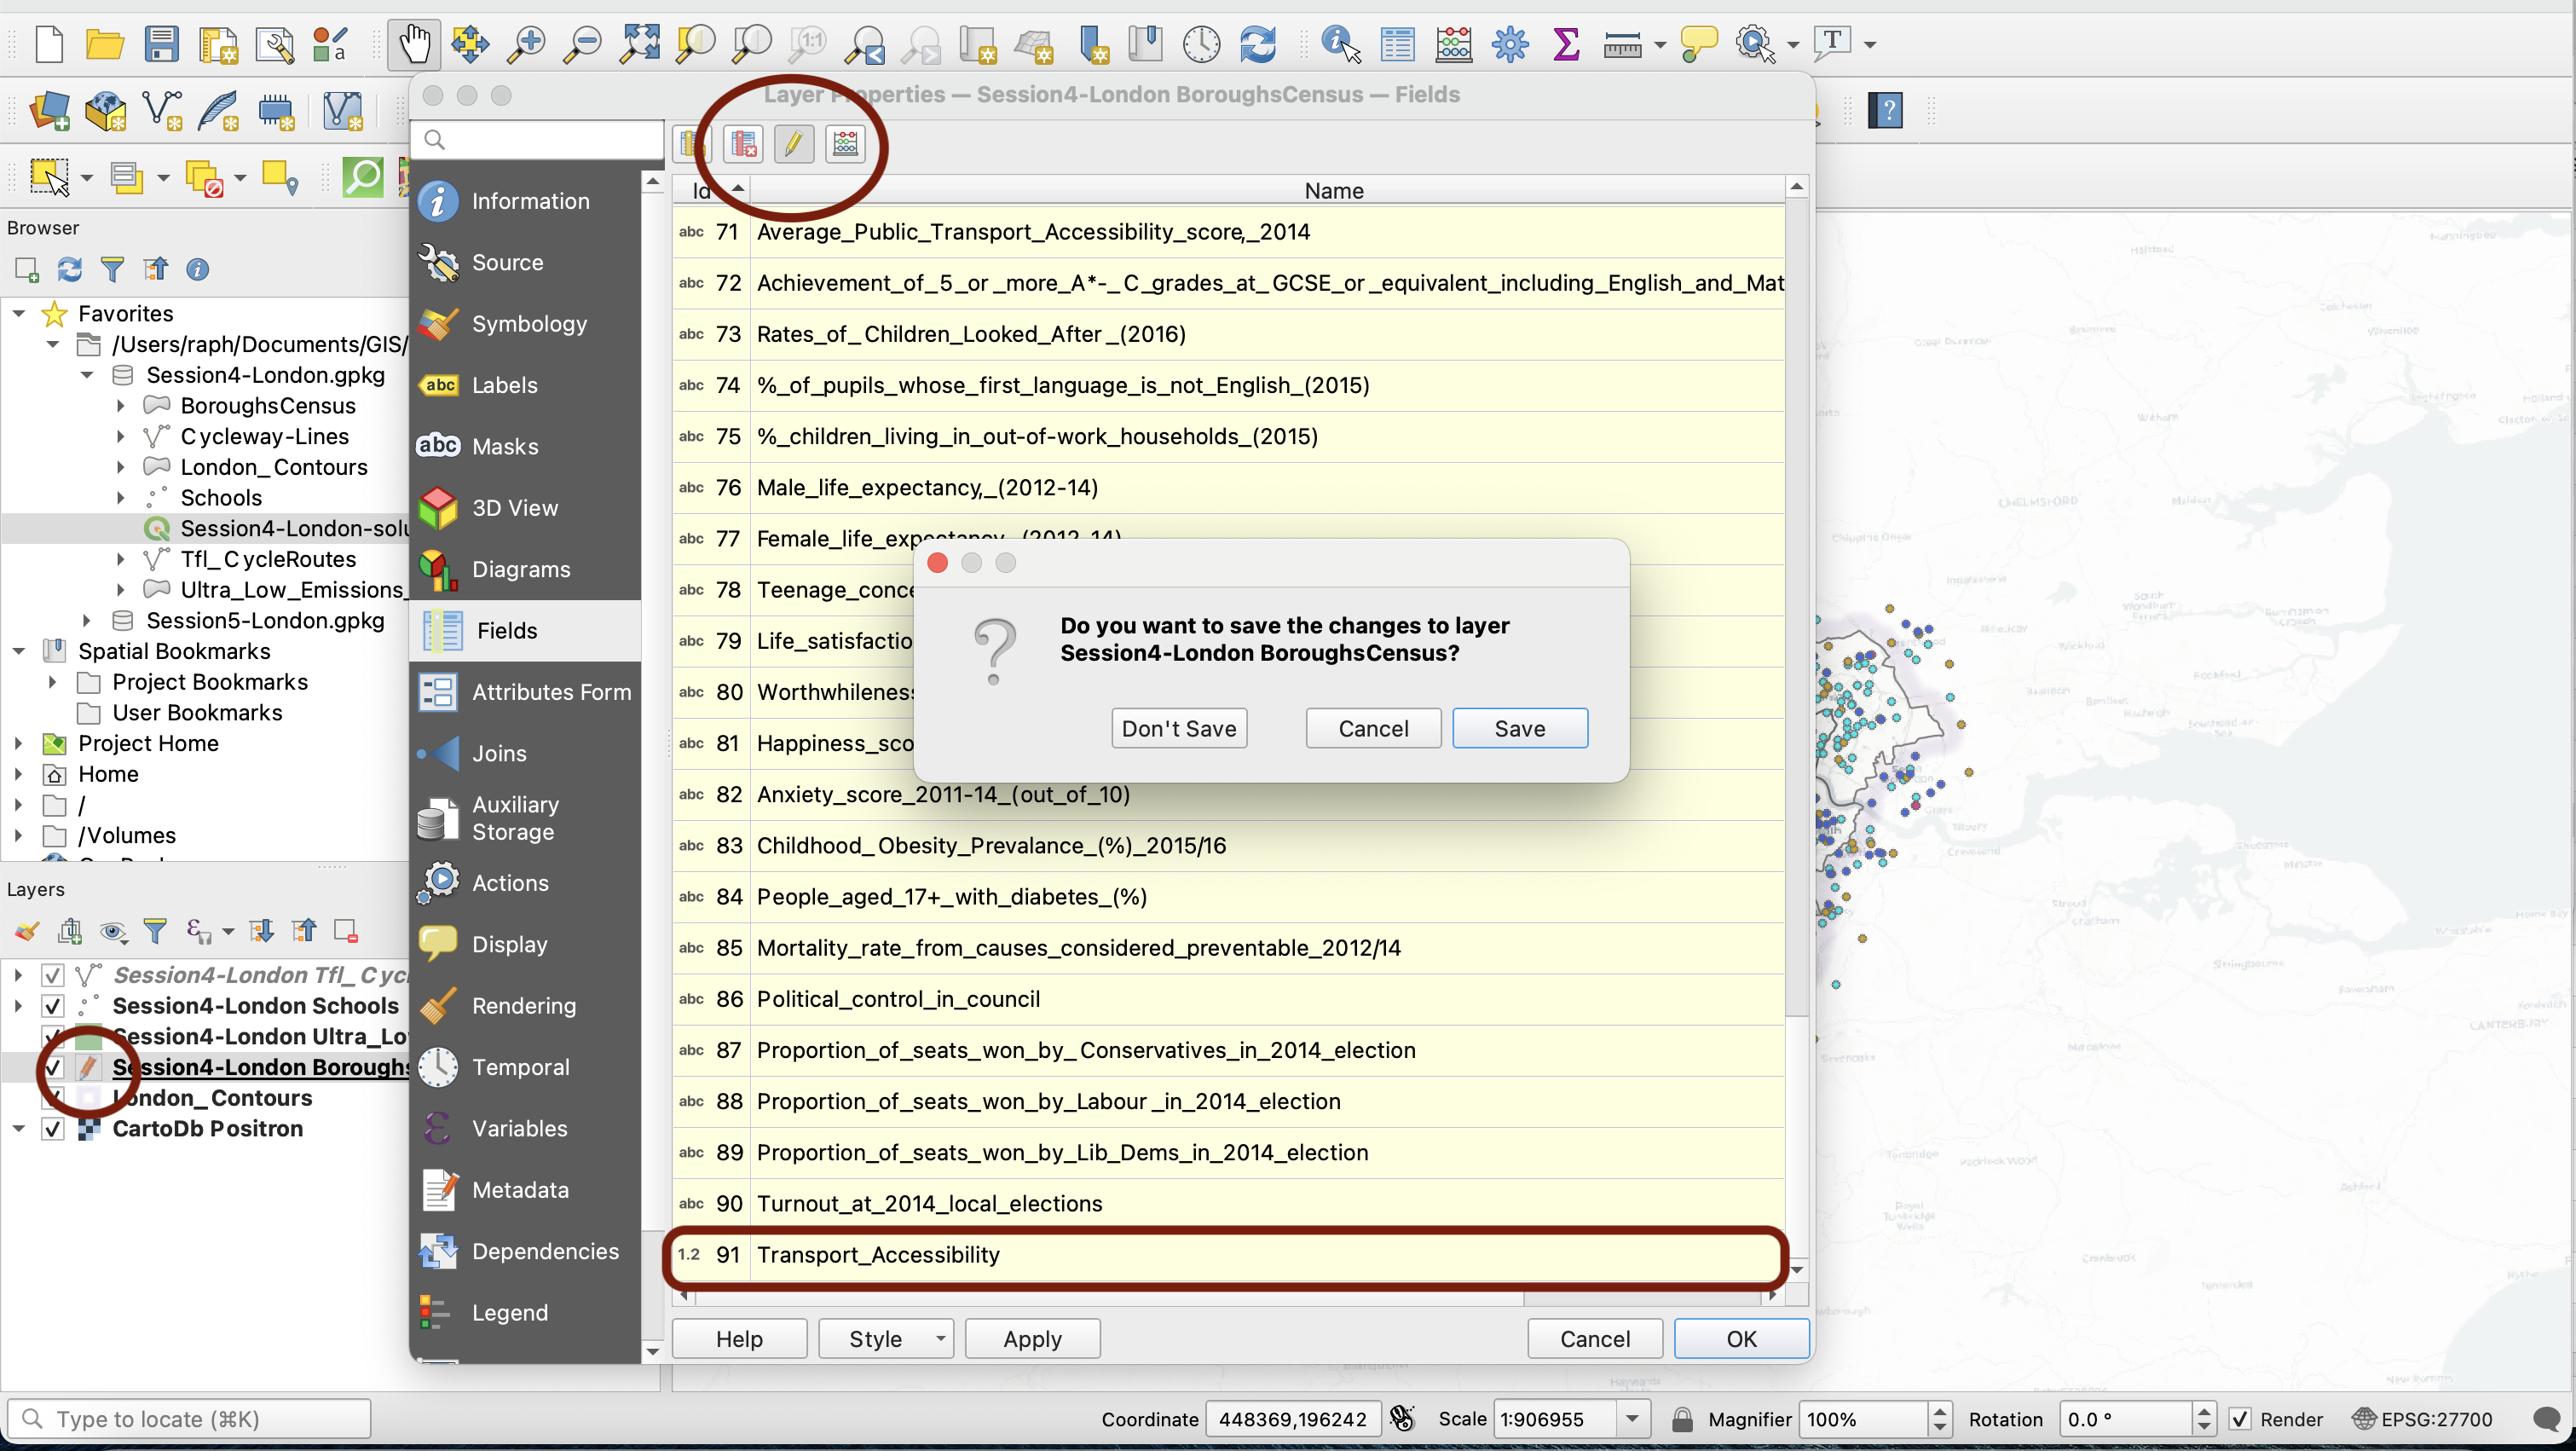 Layer Properties — Session4-London BoroughsCensus — Fields
Browser
Favorites
/Users/raph/Documents/GIS/
Session4-London.gpkg
BoroughsCensus
Cycleway-Lines
London_Contours
Schools
Session4-London-solu
Tfl_CycleRoutes
Ultra_Low_Emissions_
Session5-London.gpkg
Spatial Bookmarks
Project Bookmarks
User Bookmarks
Project Home
Home
/
/Volumes
Layers
Session4-London Tfl_Cycl
Session4-London Schools
Session4-London Ultra_Lo
Session4-London Boroughs
London_Contours
CartoDb Positron
Information
Source
Symbology
abc Labels
abc Masks
3D View
Diagrams
Fields
Attributes Form
Joins
Auxiliary
Storage
Actions
Display
Rendering
Temporal
Variables
Metadata
Dependencies
Legend
Id Name
abc 71 Average_Public_Transport_Accessibility_score,_2014
abc 72 Achievement_of_5_or_more_A*-_C_grades_at_GCSE_or_equivalent_including_English_and_Mat
abc 73 Rates_of_Children_Looked_After_(2016)
abc 74 %_of_pupils_whose_first_language_is_not_English_(2015)
abc 75 %_children_living_in_out-of-work_households_(2015)
abc 76 Male_life_expectancy,_(2012-14)
abc 77 Female_life_expectancy,_(2012-14)
abc 78 Teenage_conce
abc 79 Life_satisfactio
abc 80 Worthwhileness
abc 81 Happiness_sco
abc 82 Anxiety_score_2011-14_(out_of_10)
abc 83 Childhood_Obesity_Prevalance_(%)_2015/16
abc 84 People_aged_17+_with_diabetes_(%)
abc 85 Mortality_rate_from_causes_considered_preventable_2012/14
abc 86 Political_control_in_council
abc 87 Proportion_of_seats_won_by_Conservatives_in_2014_election
abc 88 Proportion_of_seats_won_by_Labour_in_2014_election
abc 89 Proportion_of_seats_won_by_Lib_Dems_in_2014_election
abc 90 Turnout_at_2014_local_elections
1.2 91 Transport_Accessibility
Do you want to save the changes to layer
Session4-London BoroughsCensus?
Don't Save Cancel Save
Help Style Apply Cancel OK
CHELMSFORD
CANTERBURY
Type to locate (⌘K)
Coordinate 448369,196242 Scale 1:906955 Magnifier 100% Rotation 0.0 ° Render EPSG:27700